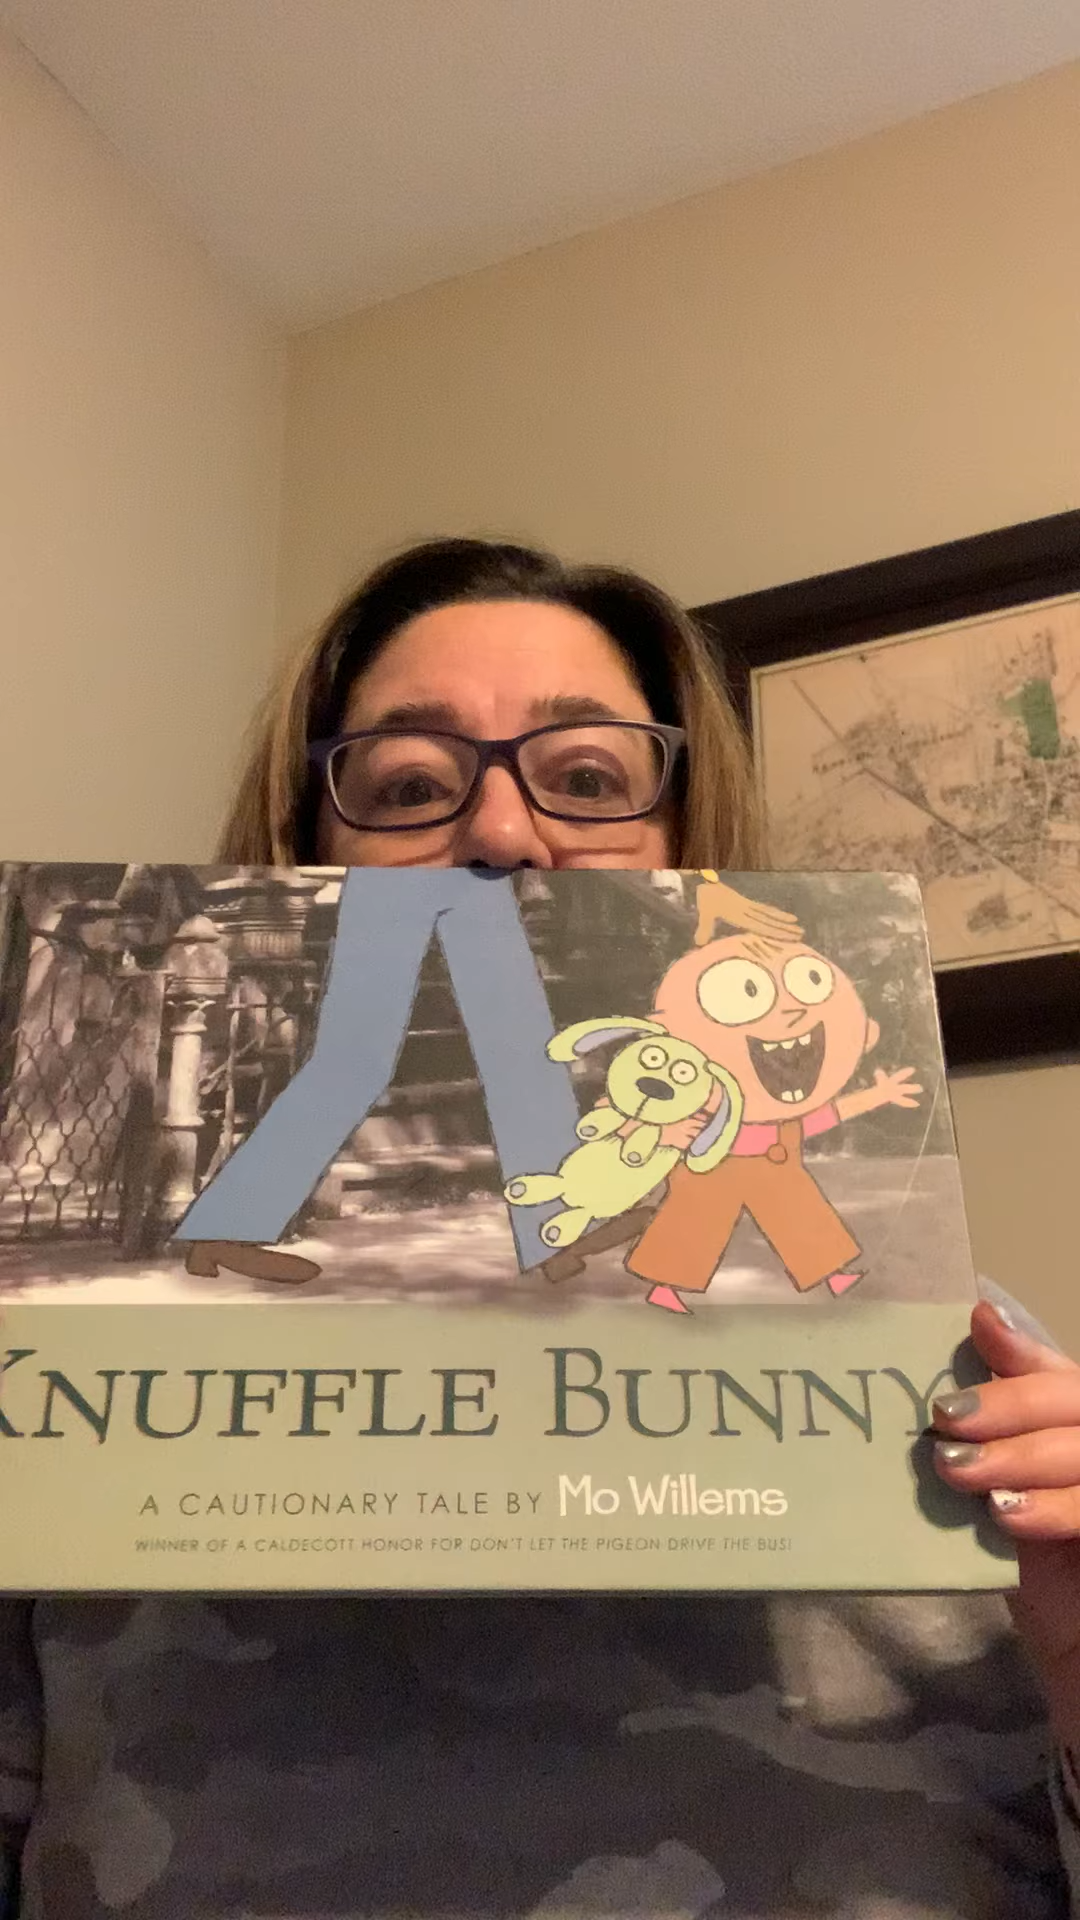 KNUFFLE BUNNY
A CAUTIONARY TALE BY Mo Willems
WINNER OF A CALDECOTT HONOR FOR DON'T LET THE PIGEON DRIVE THE BUS!